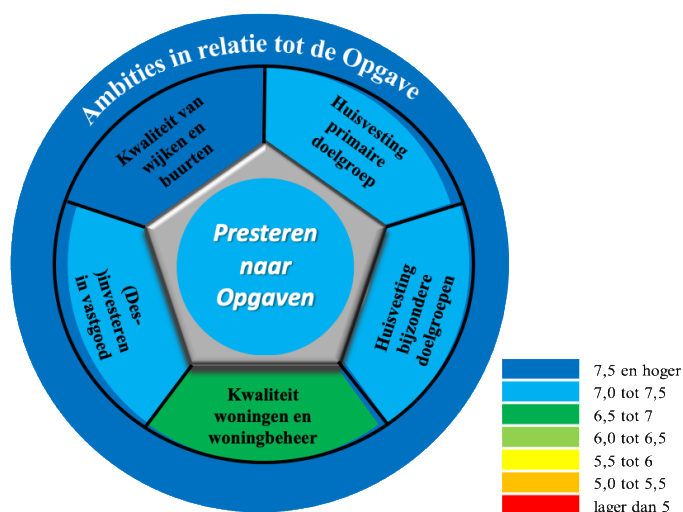 Ambities in relatie tot de Opgave
Kwaliteit van
wijken en
buurten
Huisvesting
primaire
doelgroep
Presteren
naar
Opgaven
(Des-
)investeren
in vastgoed
Huisvesting
bijzondere
doelgroepen
Kwaliteit
woningen en
woningbeheer
7,5 en hoger
7,0 tot 7,5
6,5 tot 7
6,0 tot 6,5
5,5 tot 6
5,0 tot 5,5
lager dan 5